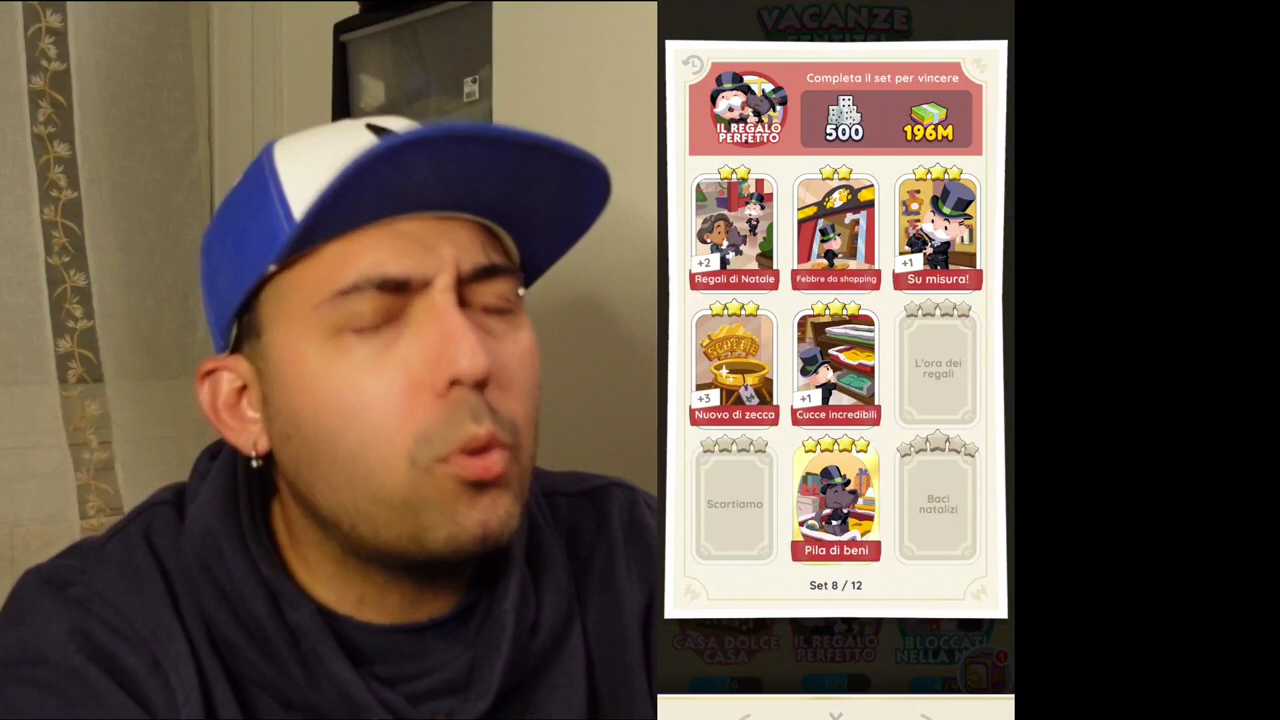 VACANZE
Completa il set per vincere
IL REGALO
PERFETTO
500
196M
+2
Regali di Natale
Febbre da shopping
+1
Su misura!
SCOTTIE
+3
Nuovo di zecca
+1
Cucce incredibili
L'ora dei
regali
Scartiamo
Pila di beni
Baci
natalizi
Set 8 / 12
CASA DOLCE
CASA
IL REGALO
PERFETTO
BLOCCATI
NELLA
1